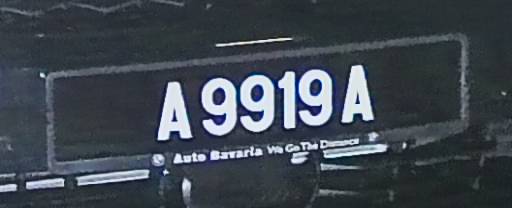 A 9919 A
Auto Bavaria We Go The Distance